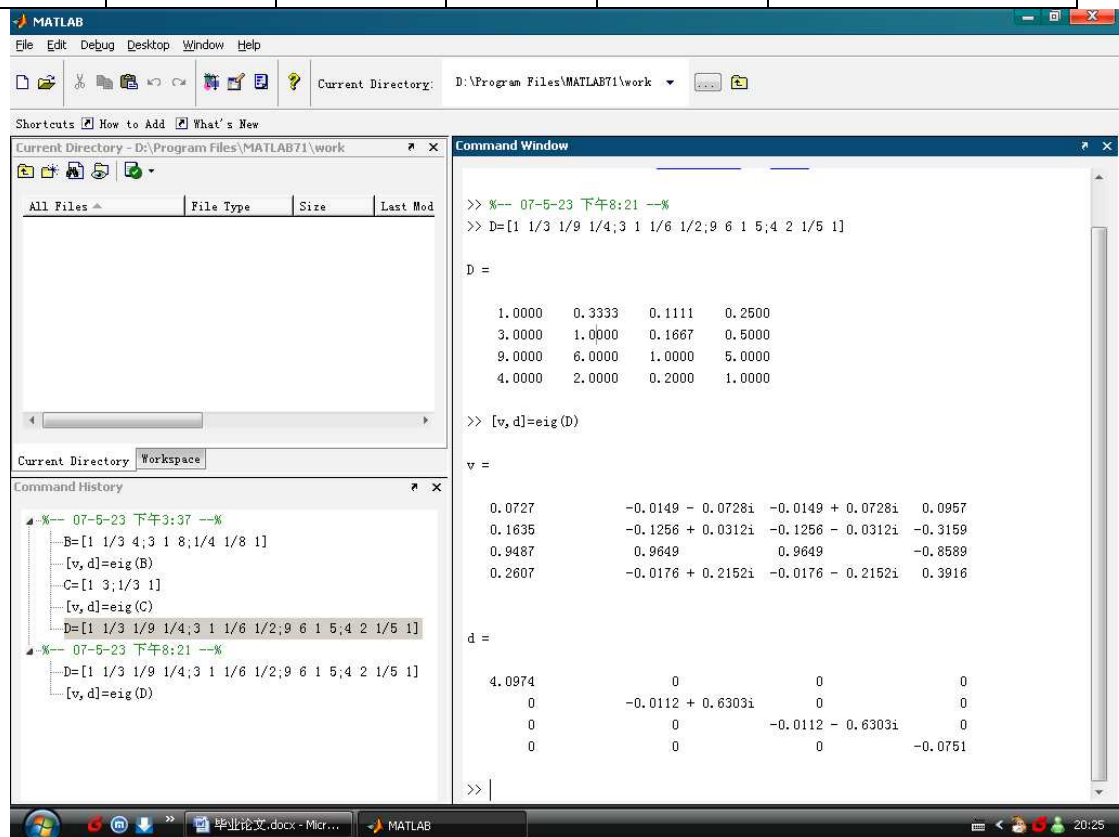 MATLAB
File Edit Debug Desktop Window Help
Current Directory: D:\Program Files\MATLAB71\work
Shortcuts How to Add What's New
Current Directory - D:\Program Files\MATLAB71\work
All Files File Type Size Last Mod
Current Directory Workspace
Command History
%-- 07-5-23 下午3:37 --%
B=[1 1/3 4;3 1 8;1/4 1/8 1]
[v,d]=eig(B)
C=[1 3;1/3 1]
[v,d]=eig(C)
D=[1 1/3 1/9 1/4;3 1 1/6 1/2;9 6 1 5;4 2 1/5 1]
%-- 07-5-23 下午8:21 --%
D=[1 1/3 1/9 1/4;3 1 1/6 1/2;9 6 1 5;4 2 1/5 1]
[v,d]=eig(D)
Command Window
>> %-- 07-5-23 下午8:21 --%
>> D=[1 1/3 1/9 1/4;3 1 1/6 1/2;9 6 1 5;4 2 1/5 1]
D =
1.0000 0.3333 0.1111 0.2500
3.0000 1.0000 0.1667 0.5000
9.0000 6.0000 1.0000 5.0000
4.0000 2.0000 0.2000 1.0000
>> [v,d]=eig(D)
v =
0.0727 -0.0149 - 0.0728i -0.0149 + 0.0728i 0.0957
0.1635 -0.1256 + 0.0312i -0.1256 - 0.0312i -0.3159
0.9487 0.9649 0.9649 -0.8589
0.2607 -0.0176 + 0.2152i -0.0176 - 0.2152i 0.3916
d =
4.0974 0 0 0
0 -0.0112 + 0.6303i 0 0
0 0 -0.0112 - 0.6303i 0
0 0 0 -0.0751
>>
毕业论文.docx - Micr... MATLAB 20:25